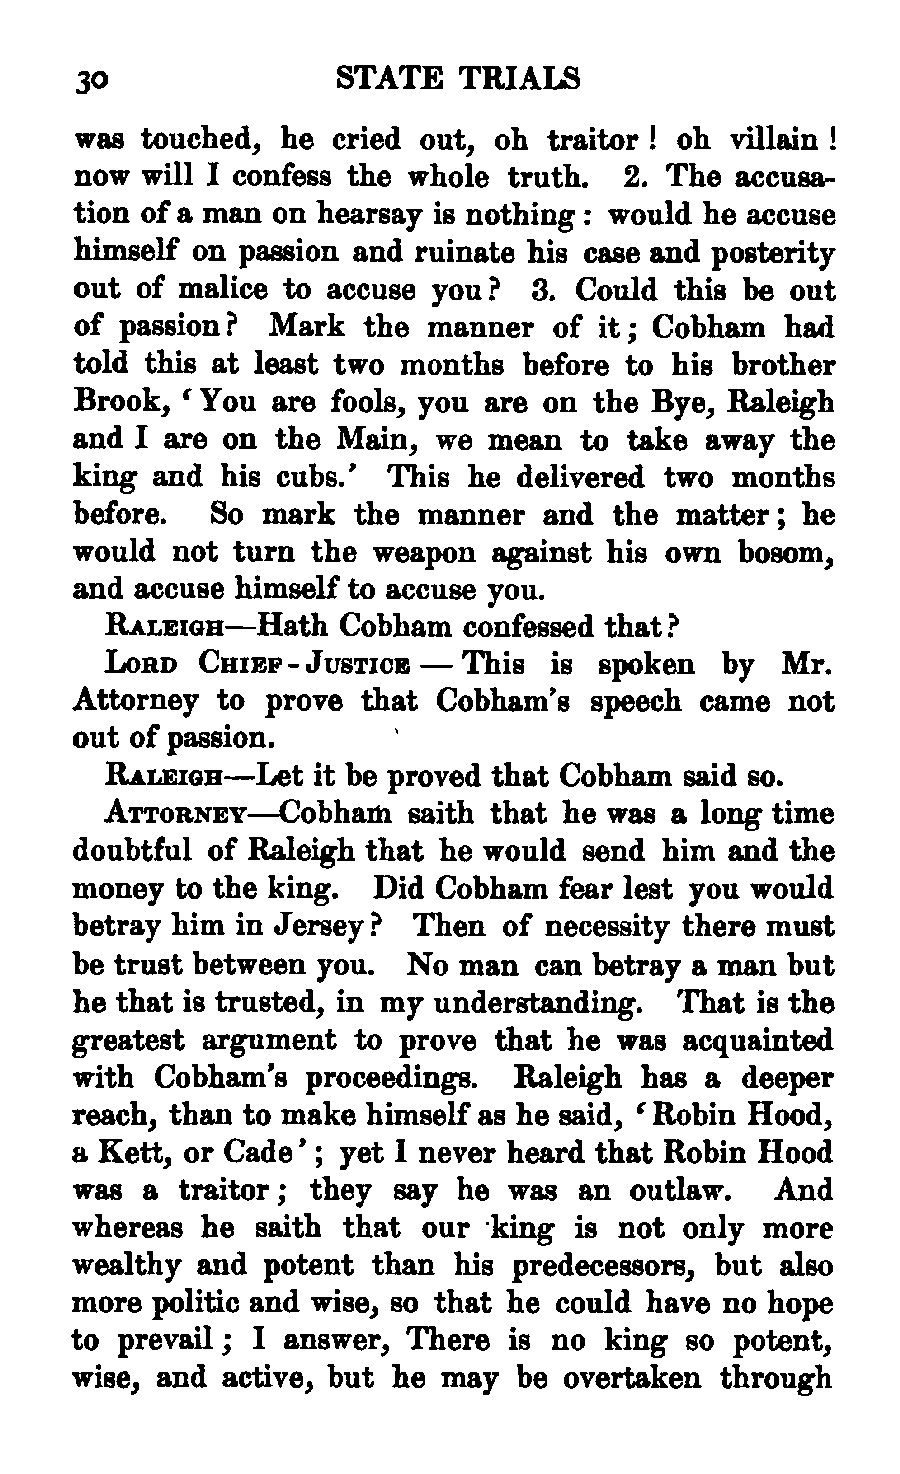 30 STATE TRIALS
was touched, he cried out, oh traitor ! oh villain !
now will I confess the whole truth. 2. The accusa-
tion of a man on hearsay is nothing : would he accuse
himself on passion and ruinate his case and posterity
out of malice to accuse you? 3. Could this be out
of passion? Mark the manner of it; Cobham had
told this at least two months before to his brother
Brook, ‘You are fools, you are on the Bye, Raleigh
and I are on the Main, we mean to take away the
king and his cubs.’ This he delivered two months
before. So mark the manner and the matter; he
would not turn the weapon against his own bosom,
and accuse himself to accuse you.
RALEIGH—Hath Cobham confessed that?
LORD CHIEF-JUSTICE — This is spoken by Mr.
Attorney to prove that Cobham's speech came not
out of passion.
RALEIGH—Let it be proved that Cobham said so.
ATTORNEY—Cobham saith that he was a long time
doubtful of Raleigh that he would send him and the
money to the king. Did Cobham fear lest you would
betray him in Jersey? Then of necessity there must
be trust between you. No man can betray a man but
he that is trusted, in my understanding. That is the
greatest argument to prove that he was acquainted
with Cobham's proceedings. Raleigh has a deeper
reach, than to make himself as he said, ‘Robin Hood,
a Kett, or Cade’; yet I never heard that Robin Hood
was a traitor; they say he was an outlaw. And
whereas he saith that our king is not only more
wealthy and potent than his predecessors, but also
more politic and wise, so that he could have no hope
to prevail; I answer, There is no king so potent,
wise, and active, but he may be overtaken through